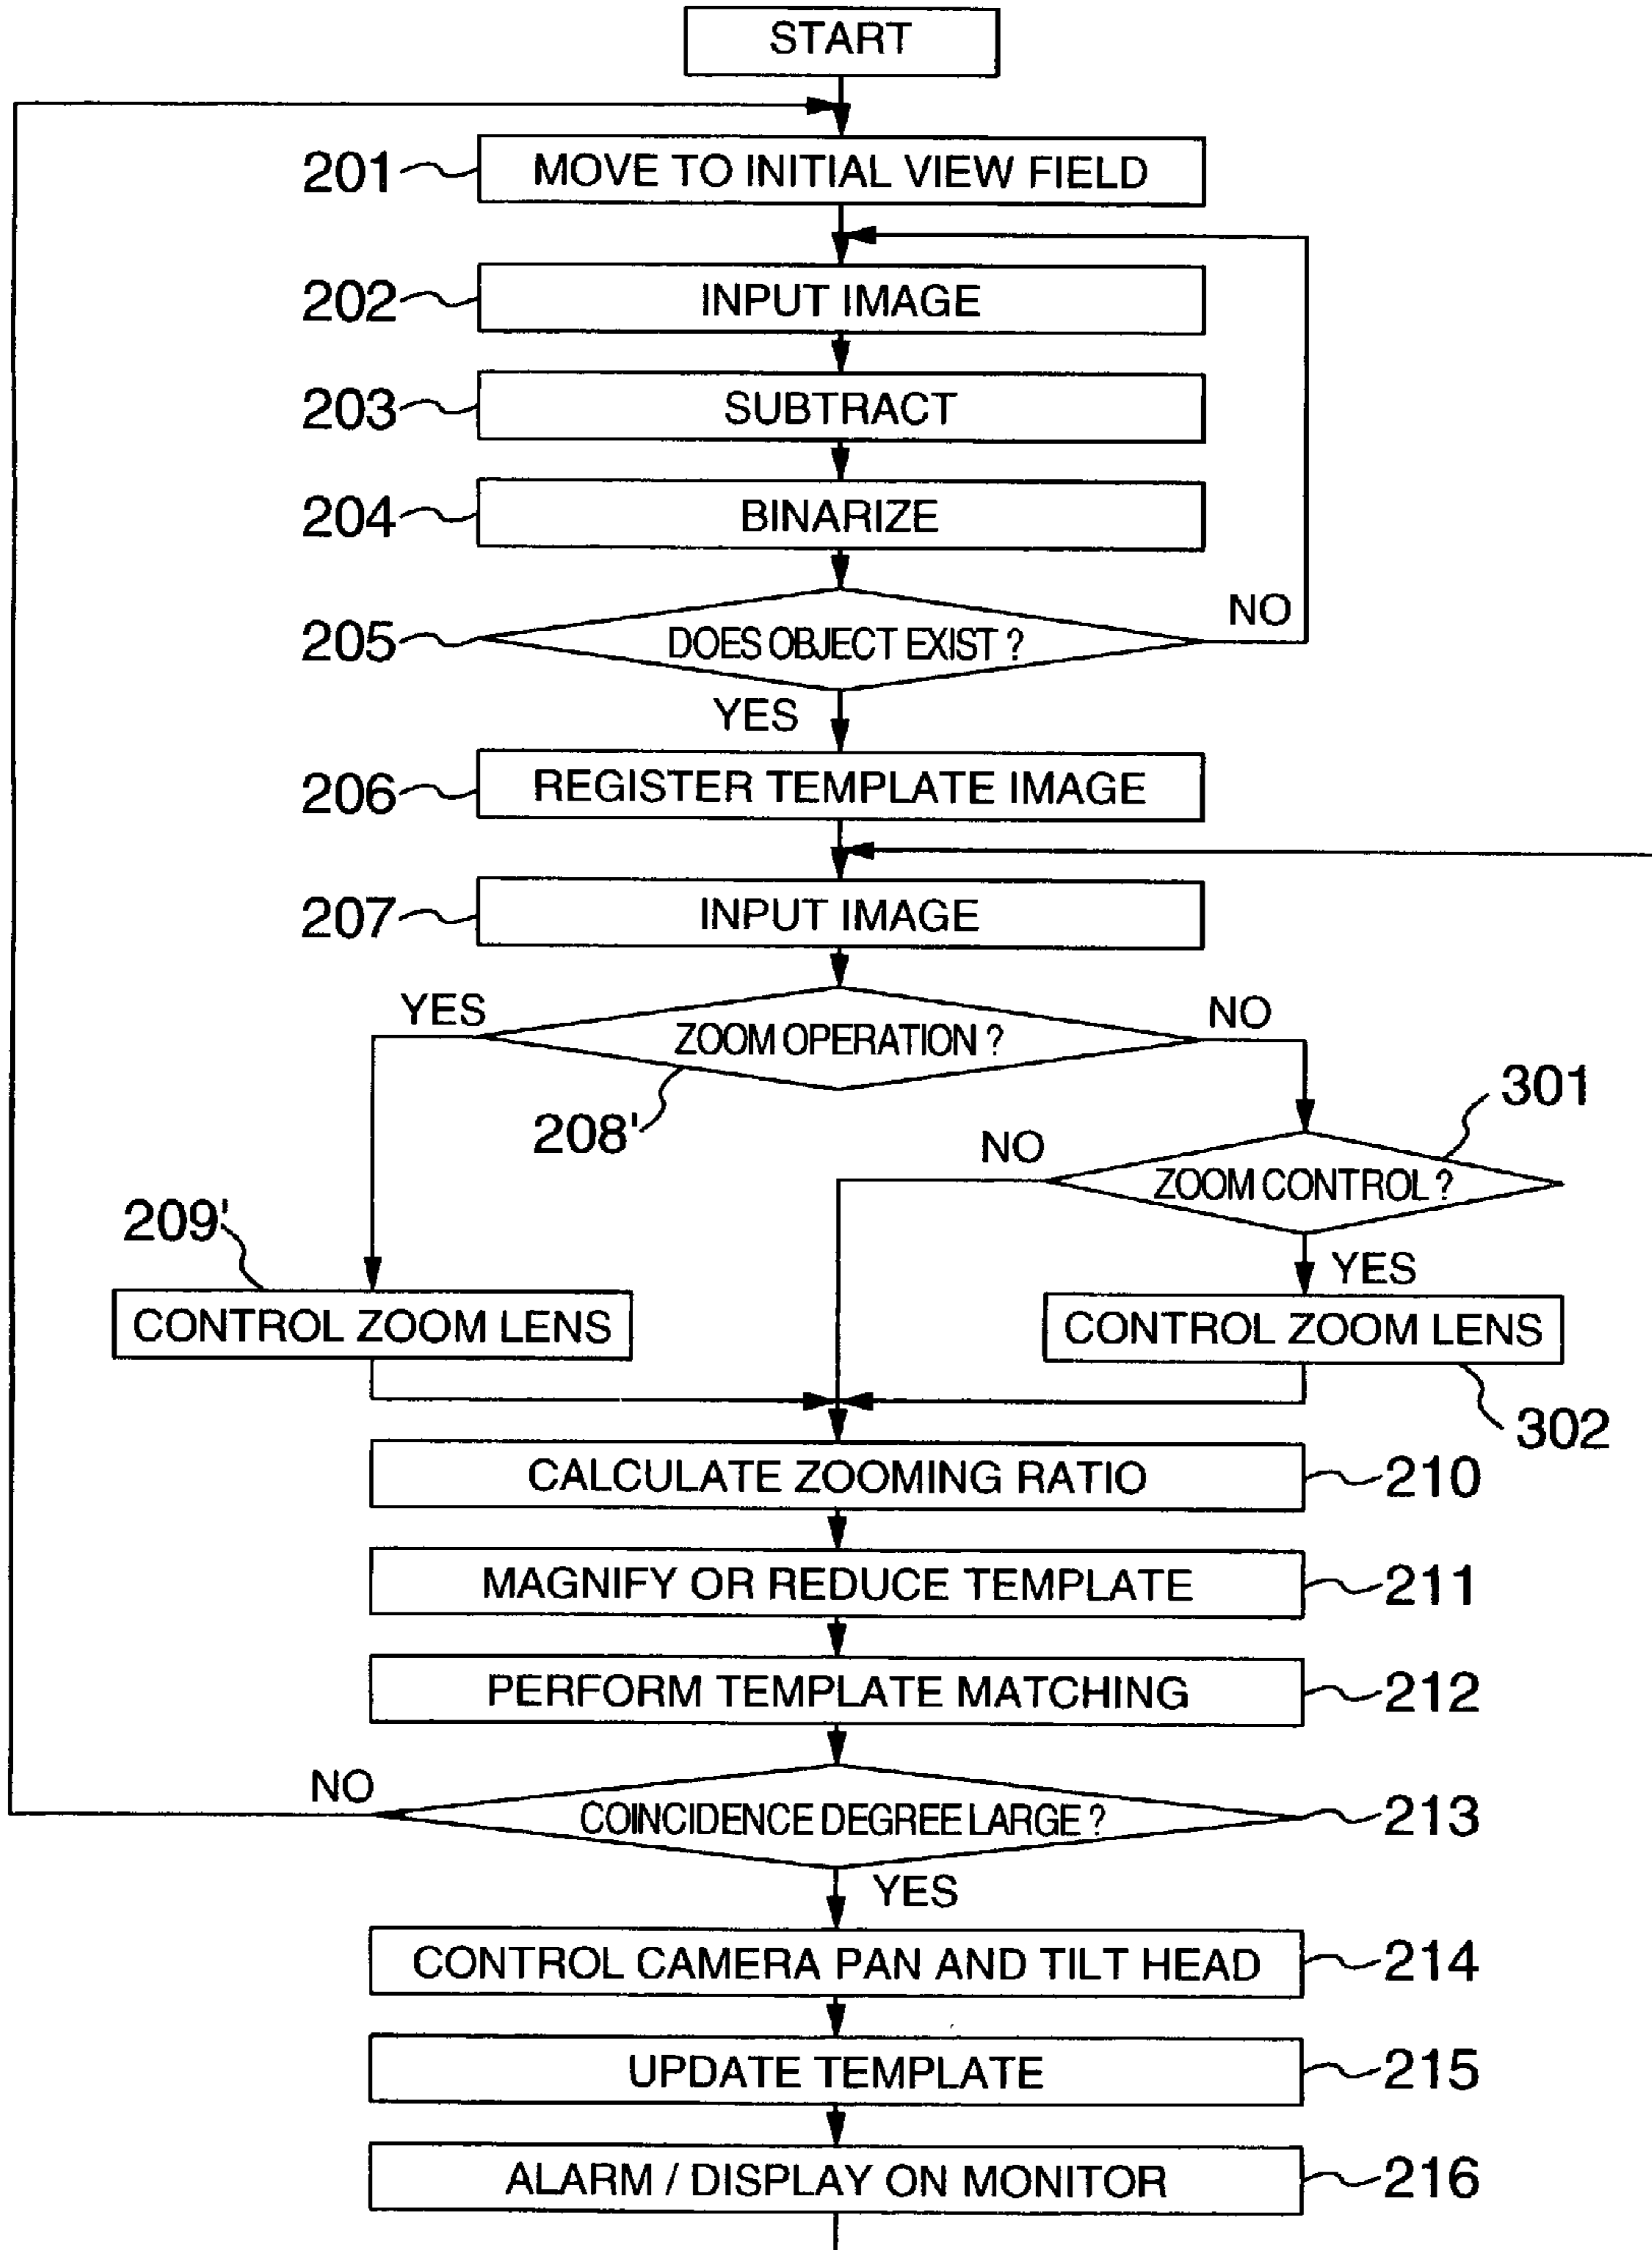 START
201 MOVE TO INITIAL VIEW FIELD
202 INPUT IMAGE
203 SUBTRACT
204 BINARIZE
205 DOES OBJECT EXIST ?
NO
YES
206 REGISTER TEMPLATE IMAGE
207 INPUT IMAGE
YES
ZOOM OPERATION ?
NO
208'
301
NO
ZOOM CONTROL ?
209'
YES
CONTROL ZOOM LENS
CONTROL ZOOM LENS
302
CALCULATE ZOOMING RATIO 210
MAGNIFY OR REDUCE TEMPLATE 211
PERFORM TEMPLATE MATCHING 212
NO
COINCIDENCE DEGREE LARGE ? 213
YES
CONTROL CAMERA PAN AND TILT HEAD 214
UPDATE TEMPLATE 215
ALARM / DISPLAY ON MONITOR 216